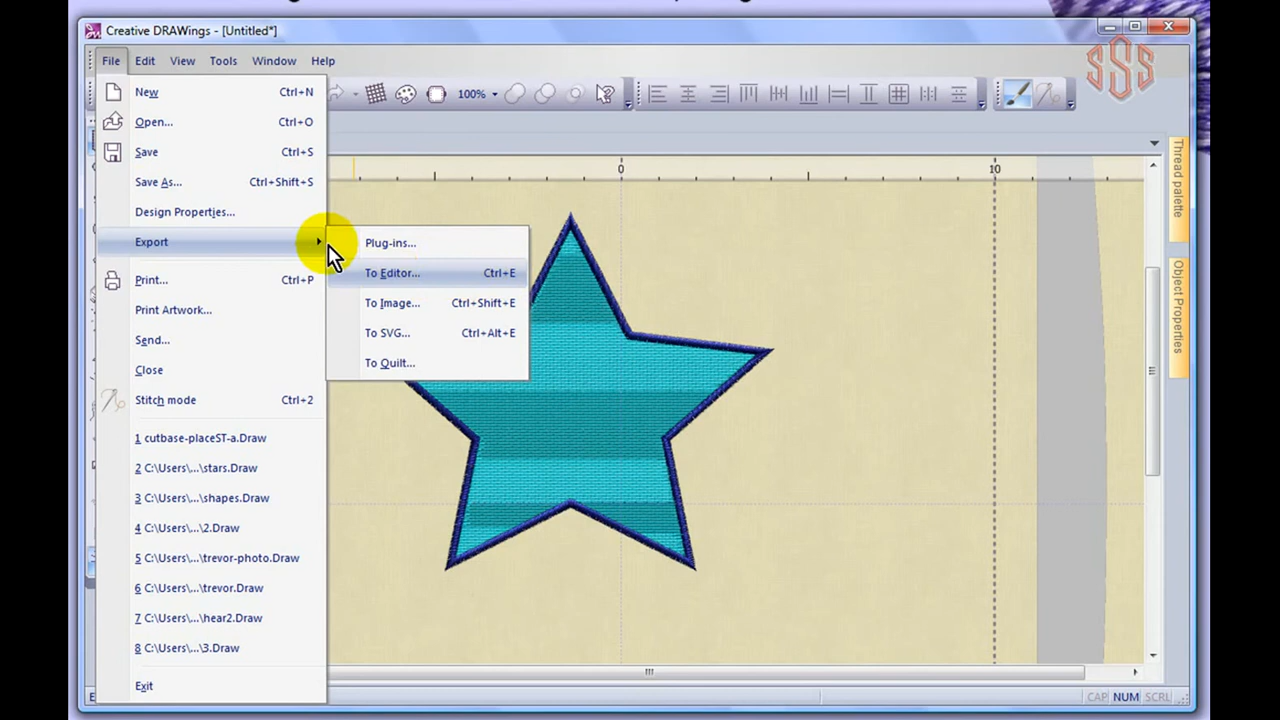 Creative DRAWings - [Untitled*]
File Edit View Tools Window Help
New Ctrl+N
Open... Ctrl+O
Save Ctrl+S
Save As... Ctrl+Shift+S
Design Properties...
Export
Print... Ctrl+P
Print Artwork...
Send...
Close
Stitch mode Ctrl+2
1 cutbase-placeST-a.Draw
2 C:\Users\...\stars.Draw
3 C:\Users\...\shapes.Draw
4 C:\Users\...\2.Draw
5 C:\Users\...\trevor-photo.Draw
6 C:\Users\...\trevor.Draw
7 C:\Users\...\hear2.Draw
8 C:\Users\...\3.Draw
Exit
Plug-ins...
To Editor... Ctrl+E
To Image... Ctrl+Shift+E
To SVG... Ctrl+Alt+E
To Quilt...
100%
SSS
0 10
Thread palette
Object Properties
CAP NUM SCRL